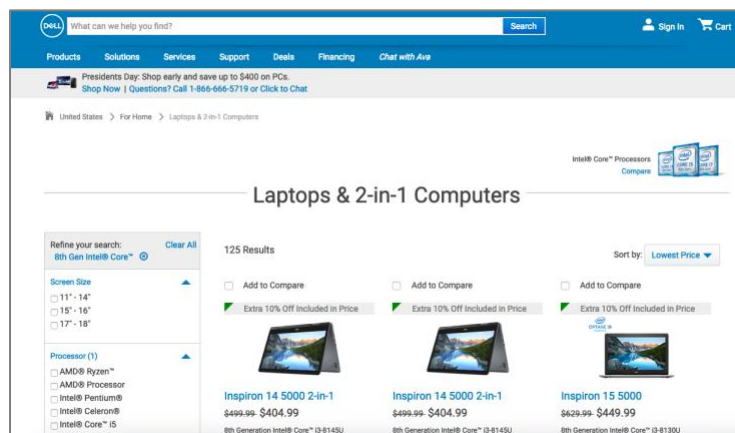 DELL
What can we help you find?
Search
Sign In
Cart
Products Solutions Services Support Deals Financing Chat with Ava
Presidents Day: Shop early and save up to $400 on PCs.
Shop Now | Questions? Call 1-866-666-5719 or Click to Chat
United States > For Home > Laptops & 2-in-1 Computers
Intel® Core™ Processors
Compare
Laptops & 2-in-1 Computers
Refine your search: Clear All
8th Gen Intel® Core™
Screen Size
11" - 14"
15" - 16"
17" - 18"
Processor (1)
AMD® Ryzen™
AMD® Processor
Intel® Pentium®
Intel® Celeron®
Intel® Core™ i5
125 Results
Sort by: Lowest Price
Add to Compare Add to Compare Add to Compare
Extra 10% Off Included in Price Extra 10% Off Included in Price Extra 10% Off Included in Price
Inspiron 14 5000 2-in-1 Inspiron 14 5000 2-in-1 Inspiron 15 5000
$499.99 $404.99 $499.99 $404.99 $629.99 $449.99
8th Generation Intel® Core™ i3-8145U 8th Generation Intel® Core™ i3-8145U 8th Generation Intel® Core™ i3-8130U